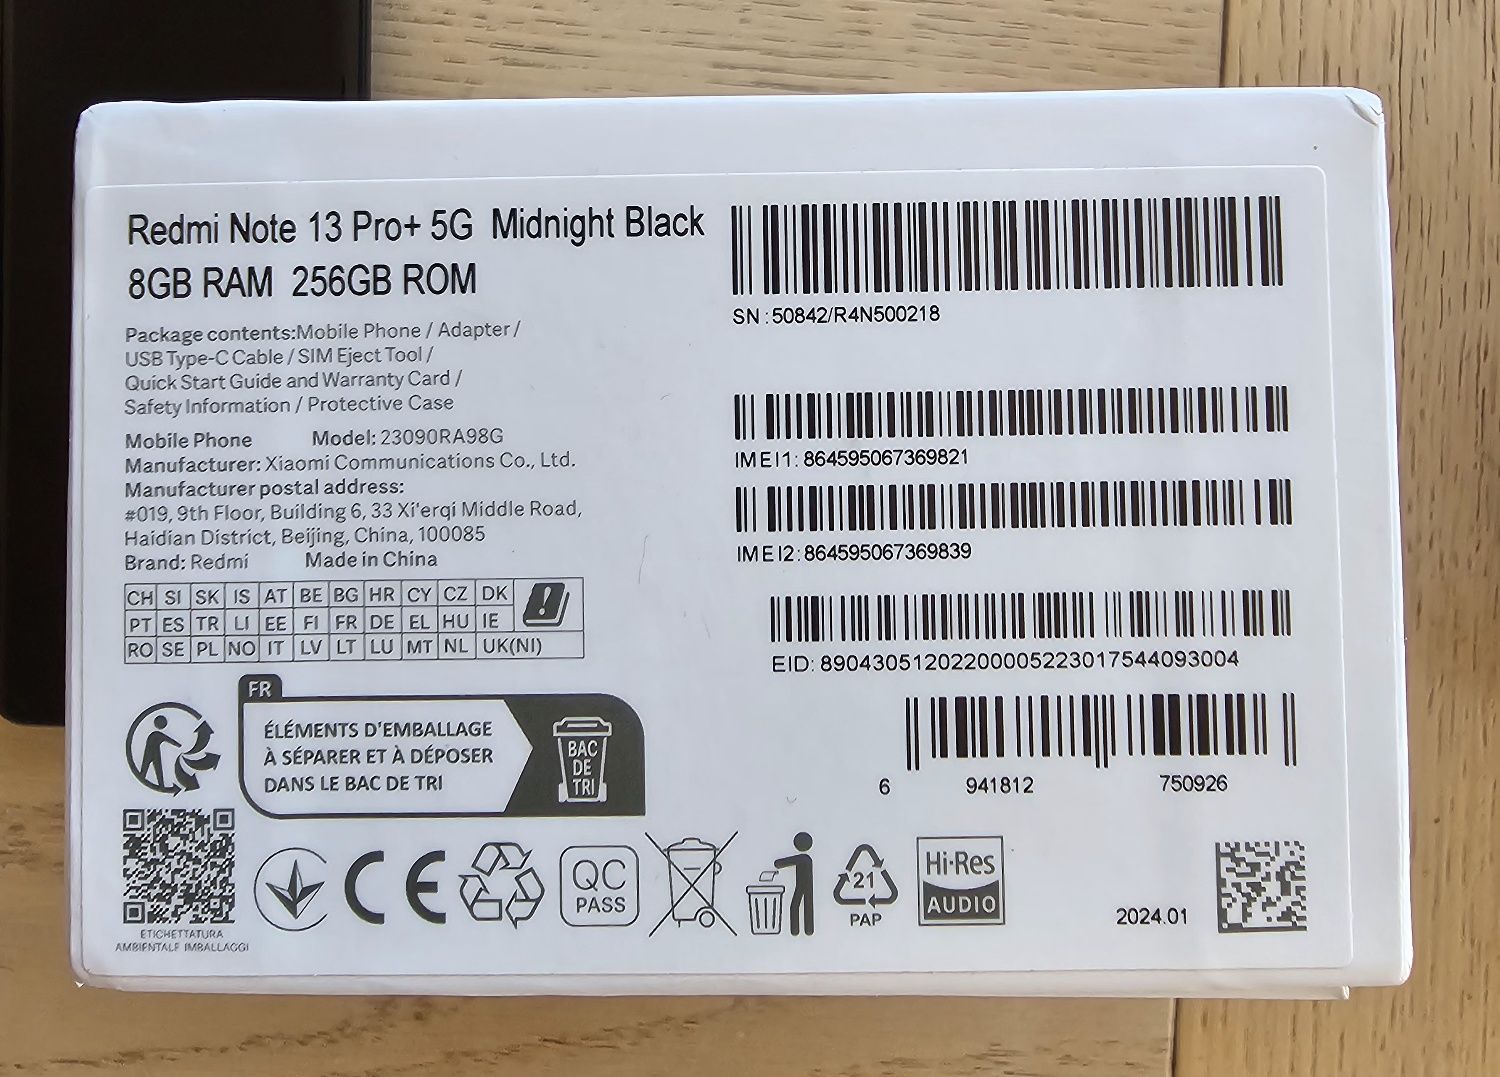 Redmi Note 13 Pro+ 5G Midnight Black
8GB RAM 256GB ROM
Package contents:Mobile Phone / Adapter /
USB Type-C Cable / SIM Eject Tool /
Quick Start Guide and Warranty Card /
Safety Information / Protective Case
Mobile Phone Model: 23090RA98G
Manufacturer: Xiaomi Communications Co., Ltd.
Manufacturer postal address:
#019, 9th Floor, Building 6, 33 Xi'erqi Middle Road,
Haidian District, Beijing, China, 100085
Brand: Redmi Made in China
CH SI SK IS AT BE BG HR CY CZ DK
PT ES TR LI EE FI FR DE EL HU IE
RO SE PL NO IT LV LT LU MT NL UK(NI)
SN:50842/R4N500218
IMEI1: 864595067369821
IMEI2:864595067369839
EID: 89043051202200005223017544093004
6 941812 750926
FR
ÉLÉMENTS D'EMBALLAGE
À SÉPARER ET À DÉPOSER
DANS LE BAC DE TRI
BAC
DE
TRI
ETICHETTATURA
AMBIENTALE IMBALLAGGI
CE
QC
PASS
21
PAP
Hi-Res
AUDIO
2024.01